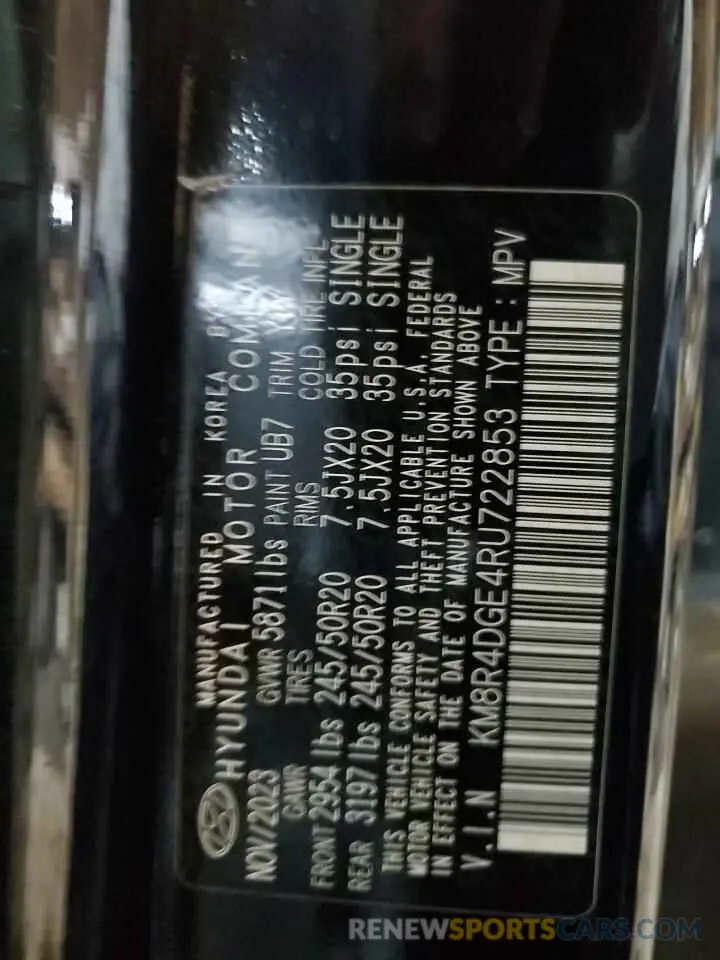 MANUFACTURED IN KOREA
HYUNDAI MOTOR COMPANY
NOV/2023 GVWR 5871lbs PAINT UB7 TRIM
GAWR TIRES RIMS COLD TIRE INFL
FRONT 2954 lbs 245/50R20 7.5JX20 35psi SINGLE
REAR 3197 lbs 245/50R20 7.5JX20 35psi SINGLE
THIS VEHICLE CONFORMS TO ALL APPLICABLE U.S.A. FEDERAL
MOTOR VEHICLE SAFETY AND THEFT PREVENTION STANDARDS
IN EFFECT ON THE DATE OF MANUFACTURE SHOWN ABOVE
V.I.N KM8R4DGE4RU722853 TYPE : MPV
RENEWSPORTSCARS.COM